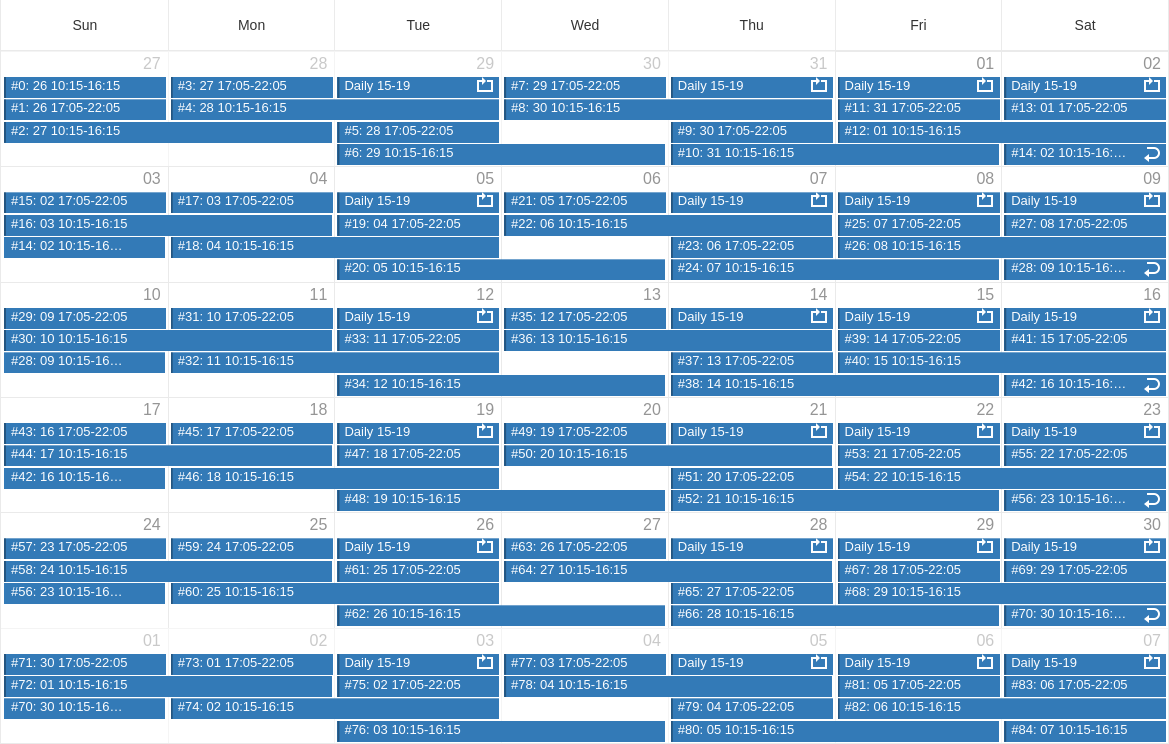 Sun Mon Tue Wed Thu Fri Sat
27 28 29 30 31 01 02
#0: 26 10:15-16:15 #3: 27 17:05-22:05 Daily 15-19 #7: 29 17:05-22:05 Daily 15-19 Daily 15-19 Daily 15-19
#1: 26 17:05-22:05 #4: 28 10:15-16:15 #8: 30 10:15-16:15 #11: 31 17:05-22:05 #13: 01 17:05-22:05
#2: 27 10:15-16:15 #5: 28 17:05-22:05 #9: 30 17:05-22:05 #12: 01 10:15-16:15
#6: 29 10:15-16:15 #10: 31 10:15-16:15 #14: 02 10:15-16:…
03 04 05 06 07 08 09
#15: 02 17:05-22:05 #17: 03 17:05-22:05 Daily 15-19 #21: 05 17:05-22:05 Daily 15-19 Daily 15-19 Daily 15-19
#16: 03 10:15-16:15 #19: 04 17:05-22:05 #22: 06 10:15-16:15 #25: 07 17:05-22:05 #27: 08 17:05-22:05
#14: 02 10:15-16… #18: 04 10:15-16:15 #23: 06 17:05-22:05 #26: 08 10:15-16:15
#20: 05 10:15-16:15 #24: 07 10:15-16:15 #28: 09 10:15-16:…
10 11 12 13 14 15 16
#29: 09 17:05-22:05 #31: 10 17:05-22:05 Daily 15-19 #35: 12 17:05-22:05 Daily 15-19 Daily 15-19 Daily 15-19
#30: 10 10:15-16:15 #33: 11 17:05-22:05 #36: 13 10:15-16:15 #39: 14 17:05-22:05 #41: 15 17:05-22:05
#28: 09 10:15-16… #32: 11 10:15-16:15 #37: 13 17:05-22:05 #40: 15 10:15-16:15
#34: 12 10:15-16:15 #38: 14 10:15-16:15 #42: 16 10:15-16:…
17 18 19 20 21 22 23
#43: 16 17:05-22:05 #45: 17 17:05-22:05 Daily 15-19 #49: 19 17:05-22:05 Daily 15-19 Daily 15-19 Daily 15-19
#44: 17 10:15-16:15 #47: 18 17:05-22:05 #50: 20 10:15-16:15 #53: 21 17:05-22:05 #55: 22 17:05-22:05
#42: 16 10:15-16… #46: 18 10:15-16:15 #51: 20 17:05-22:05 #54: 22 10:15-16:15
#48: 19 10:15-16:15 #52: 21 10:15-16:15 #56: 23 10:15-16:…
24 25 26 27 28 29 30
#57: 23 17:05-22:05 #59: 24 17:05-22:05 Daily 15-19 #63: 26 17:05-22:05 Daily 15-19 Daily 15-19 Daily 15-19
#58: 24 10:15-16:15 #61: 25 17:05-22:05 #64: 27 10:15-16:15 #67: 28 17:05-22:05 #69: 29 17:05-22:05
#56: 23 10:15-16… #60: 25 10:15-16:15 #65: 27 17:05-22:05 #68: 29 10:15-16:15
#62: 26 10:15-16:15 #66: 28 10:15-16:15 #70: 30 10:15-16:…
01 02 03 04 05 06 07
#71: 30 17:05-22:05 #73: 01 17:05-22:05 Daily 15-19 #77: 03 17:05-22:05 Daily 15-19 Daily 15-19 Daily 15-19
#72: 01 10:15-16:15 #75: 02 17:05-22:05 #78: 04 10:15-16:15 #81: 05 17:05-22:05 #83: 06 17:05-22:05
#70: 30 10:15-16… #74: 02 10:15-16:15 #79: 04 17:05-22:05 #82: 06 10:15-16:15
#76: 03 10:15-16:15 #80: 05 10:15-16:15 #84: 07 10:15-16:15